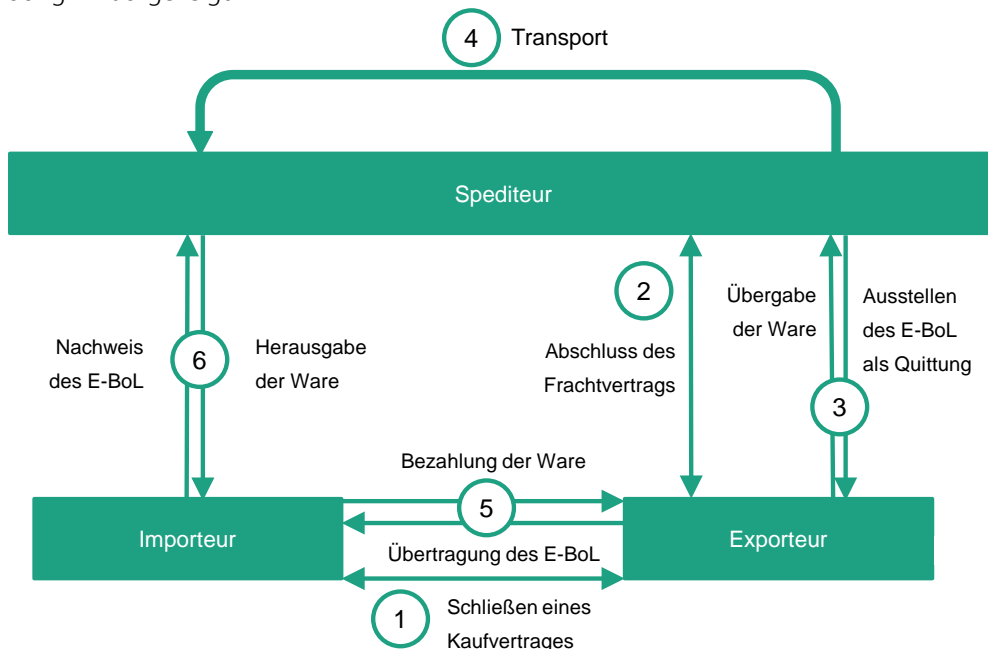 4 Transport
Spediteur
2
Übergabe
der Ware
Ausstellen
des E-BoL
als Quittung
Nachweis
des E-BoL
6
Herausgabe
der Ware
Abschluss des
Frachtvertrags
3
Bezahlung der Ware
5
Importeur
Exporteur
Übertragung des E-BoL
1
Schließen eines
Kaufvertrages